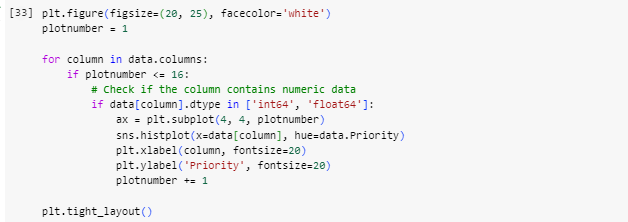 [33] plt.figure(figsize=(20, 25), facecolor='white')
plotnumber = 1

for column in data.columns:
    if plotnumber <= 16:
        # Check if the column contains numeric data
        if data[column].dtype in ['int64', 'float64']:
            ax = plt.subplot(4, 4, plotnumber)
            sns.histplot(x=data[column], hue=data.Priority)
            plt.xlabel(column, fontsize=20)
            plt.ylabel('Priority', fontsize=20)
            plotnumber += 1

plt.tight_layout()